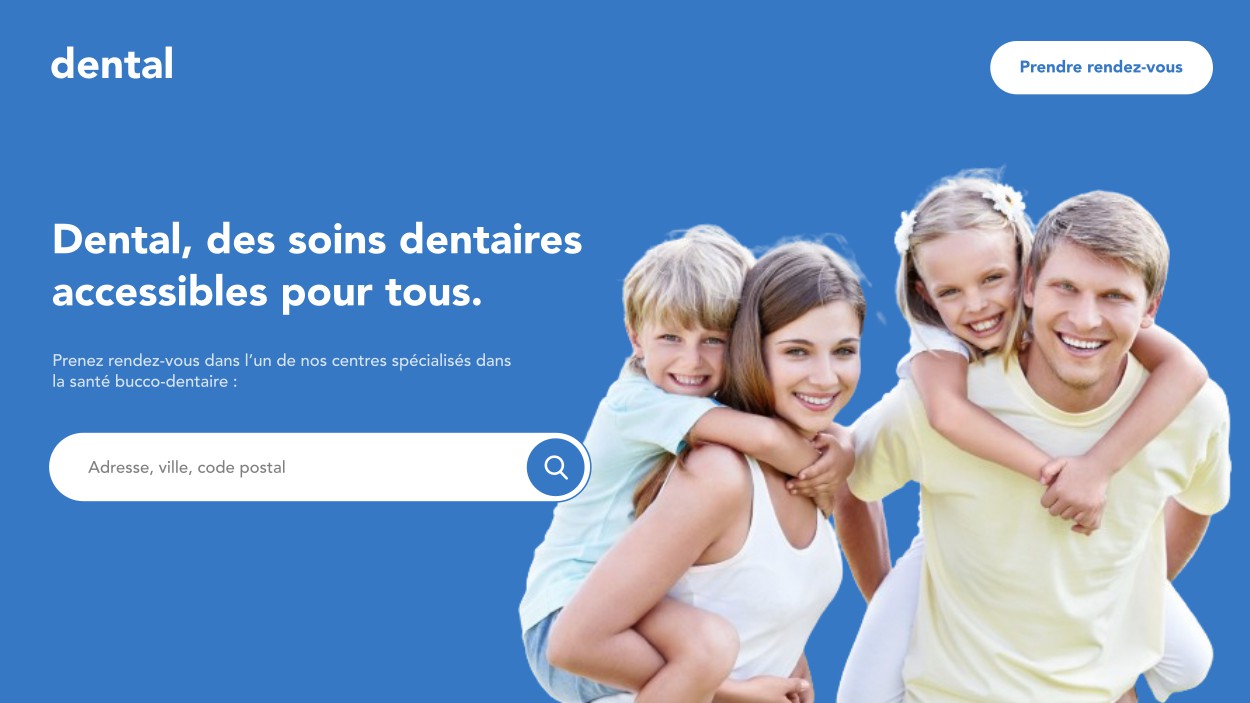 dental
Prendre rendez-vous
Dental, des soins dentaires
accessibles pour tous.
Prenez rendez-vous dans l’un de nos centres spécialisés dans
la santé bucco-dentaire :
Adresse, ville, code postal